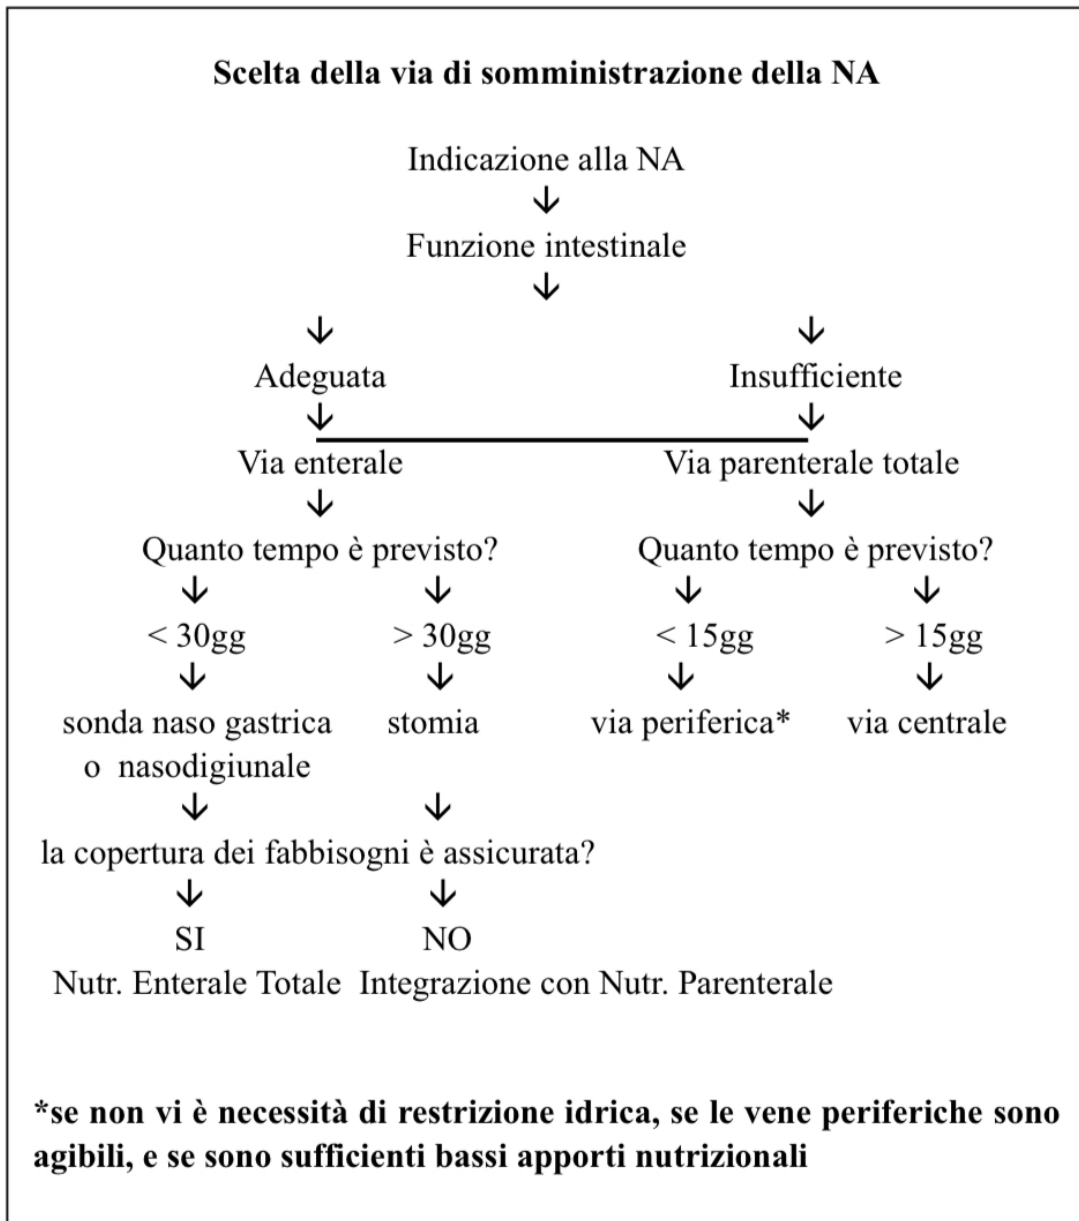 Scelta della via di somministrazione della NA
Indicazione alla NA
↓
Funzione intestinale
↓
↓ ↓
Adeguata Insufficiente
↓ ↓
Via enterale Via parenterale totale
↓ ↓
Quanto tempo è previsto? Quanto tempo è previsto?
↓ ↓ ↓ ↓
< 30gg > 30gg < 15gg > 15gg
↓ ↓ ↓ ↓
sonda naso gastrica stomia via periferica* via centrale
o nasodigiunale
↓ ↓
la copertura dei fabbisogni è assicurata?
↓ ↓
SI NO
Nutr. Enterale Totale Integrazione con Nutr. Parenterale
*se non vi è necessità di restrizione idrica, se le vene periferiche sono
agibili, e se sono sufficienti bassi apporti nutrizionali